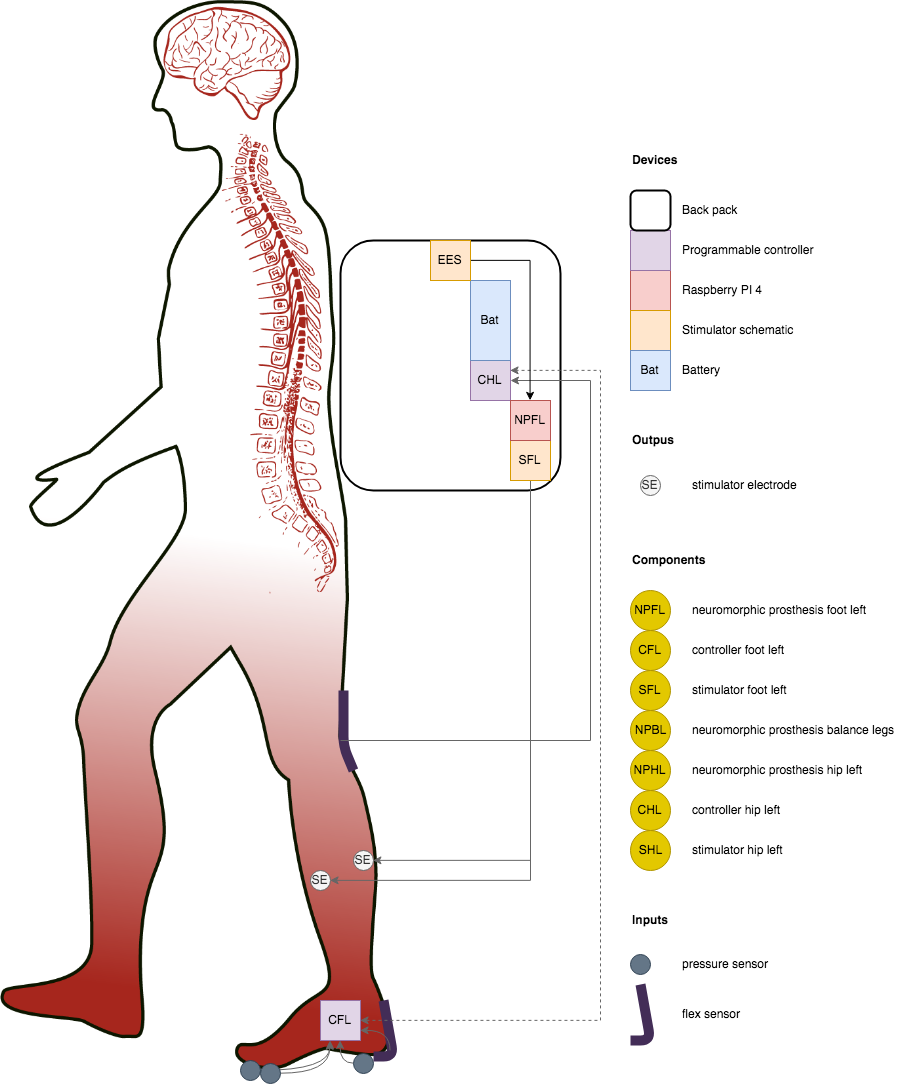 EES
Bat
CHL
NPFL
SFL
SE
SE
CFL
Devices
Back pack
Programmable controller
Raspberry PI 4
Stimulator schematic
Bat Battery
Outpus
SE stimulator electrode
Components
NPFL neuromorphic prosthesis foot left
CFL controller foot left
SFL stimulator foot left
NPBL neuromorphic prosthesis balance legs
NPHL neuromorphic prosthesis hip left
CHL controller hip left
SHL stimulator hip left
Inputs
pressure sensor
flex sensor